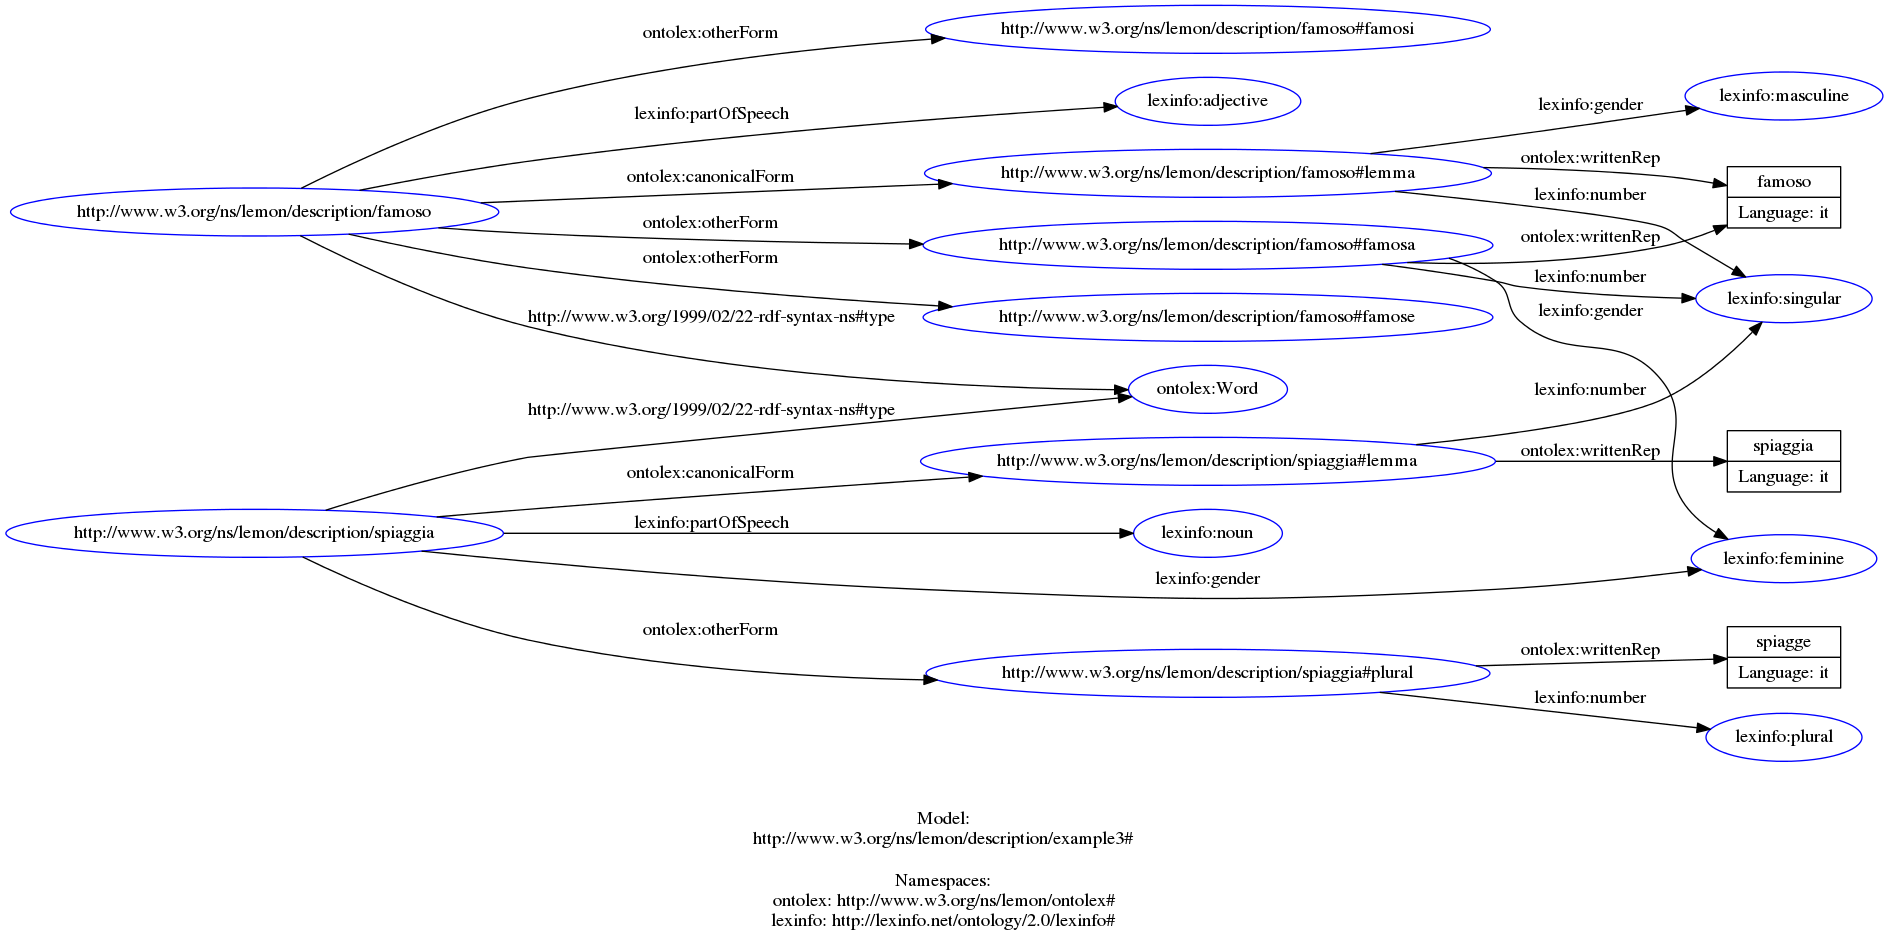 ontolex:otherForm
http://www.w3.org/ns/lemon/description/famoso#famosi
lexinfo:partOfSpeech
lexinfo:adjective
lexinfo:gender
lexinfo:masculine
http://www.w3.org/ns/lemon/description/famoso
ontolex:canonicalForm
http://www.w3.org/ns/lemon/description/famoso#lemma
ontolex:writtenRep
famoso
Language: it
lexinfo:number
ontolex:otherForm
http://www.w3.org/ns/lemon/description/famoso#famosa
ontolex:writtenRep
lexinfo:number
lexinfo:singular
lexinfo:gender
ontolex:otherForm
http://www.w3.org/ns/lemon/description/famoso#famose
http://www.w3.org/1999/02/22-rdf-syntax-ns#type
ontolex:Word
http://www.w3.org/1999/02/22-rdf-syntax-ns#type
lexinfo:number
http://www.w3.org/ns/lemon/description/spiaggia
ontolex:canonicalForm
http://www.w3.org/ns/lemon/description/spiaggia#lemma
ontolex:writtenRep
spiaggia
Language: it
lexinfo:partOfSpeech
lexinfo:noun
lexinfo:gender
lexinfo:feminine
ontolex:otherForm
http://www.w3.org/ns/lemon/description/spiaggia#plural
ontolex:writtenRep
spiagge
Language: it
lexinfo:number
lexinfo:plural
Model:
http://www.w3.org/ns/lemon/description/example3#
Namespaces:
ontolex: http://www.w3.org/ns/lemon/ontolex#
lexinfo: http://lexinfo.net/ontology/2.0/lexinfo#